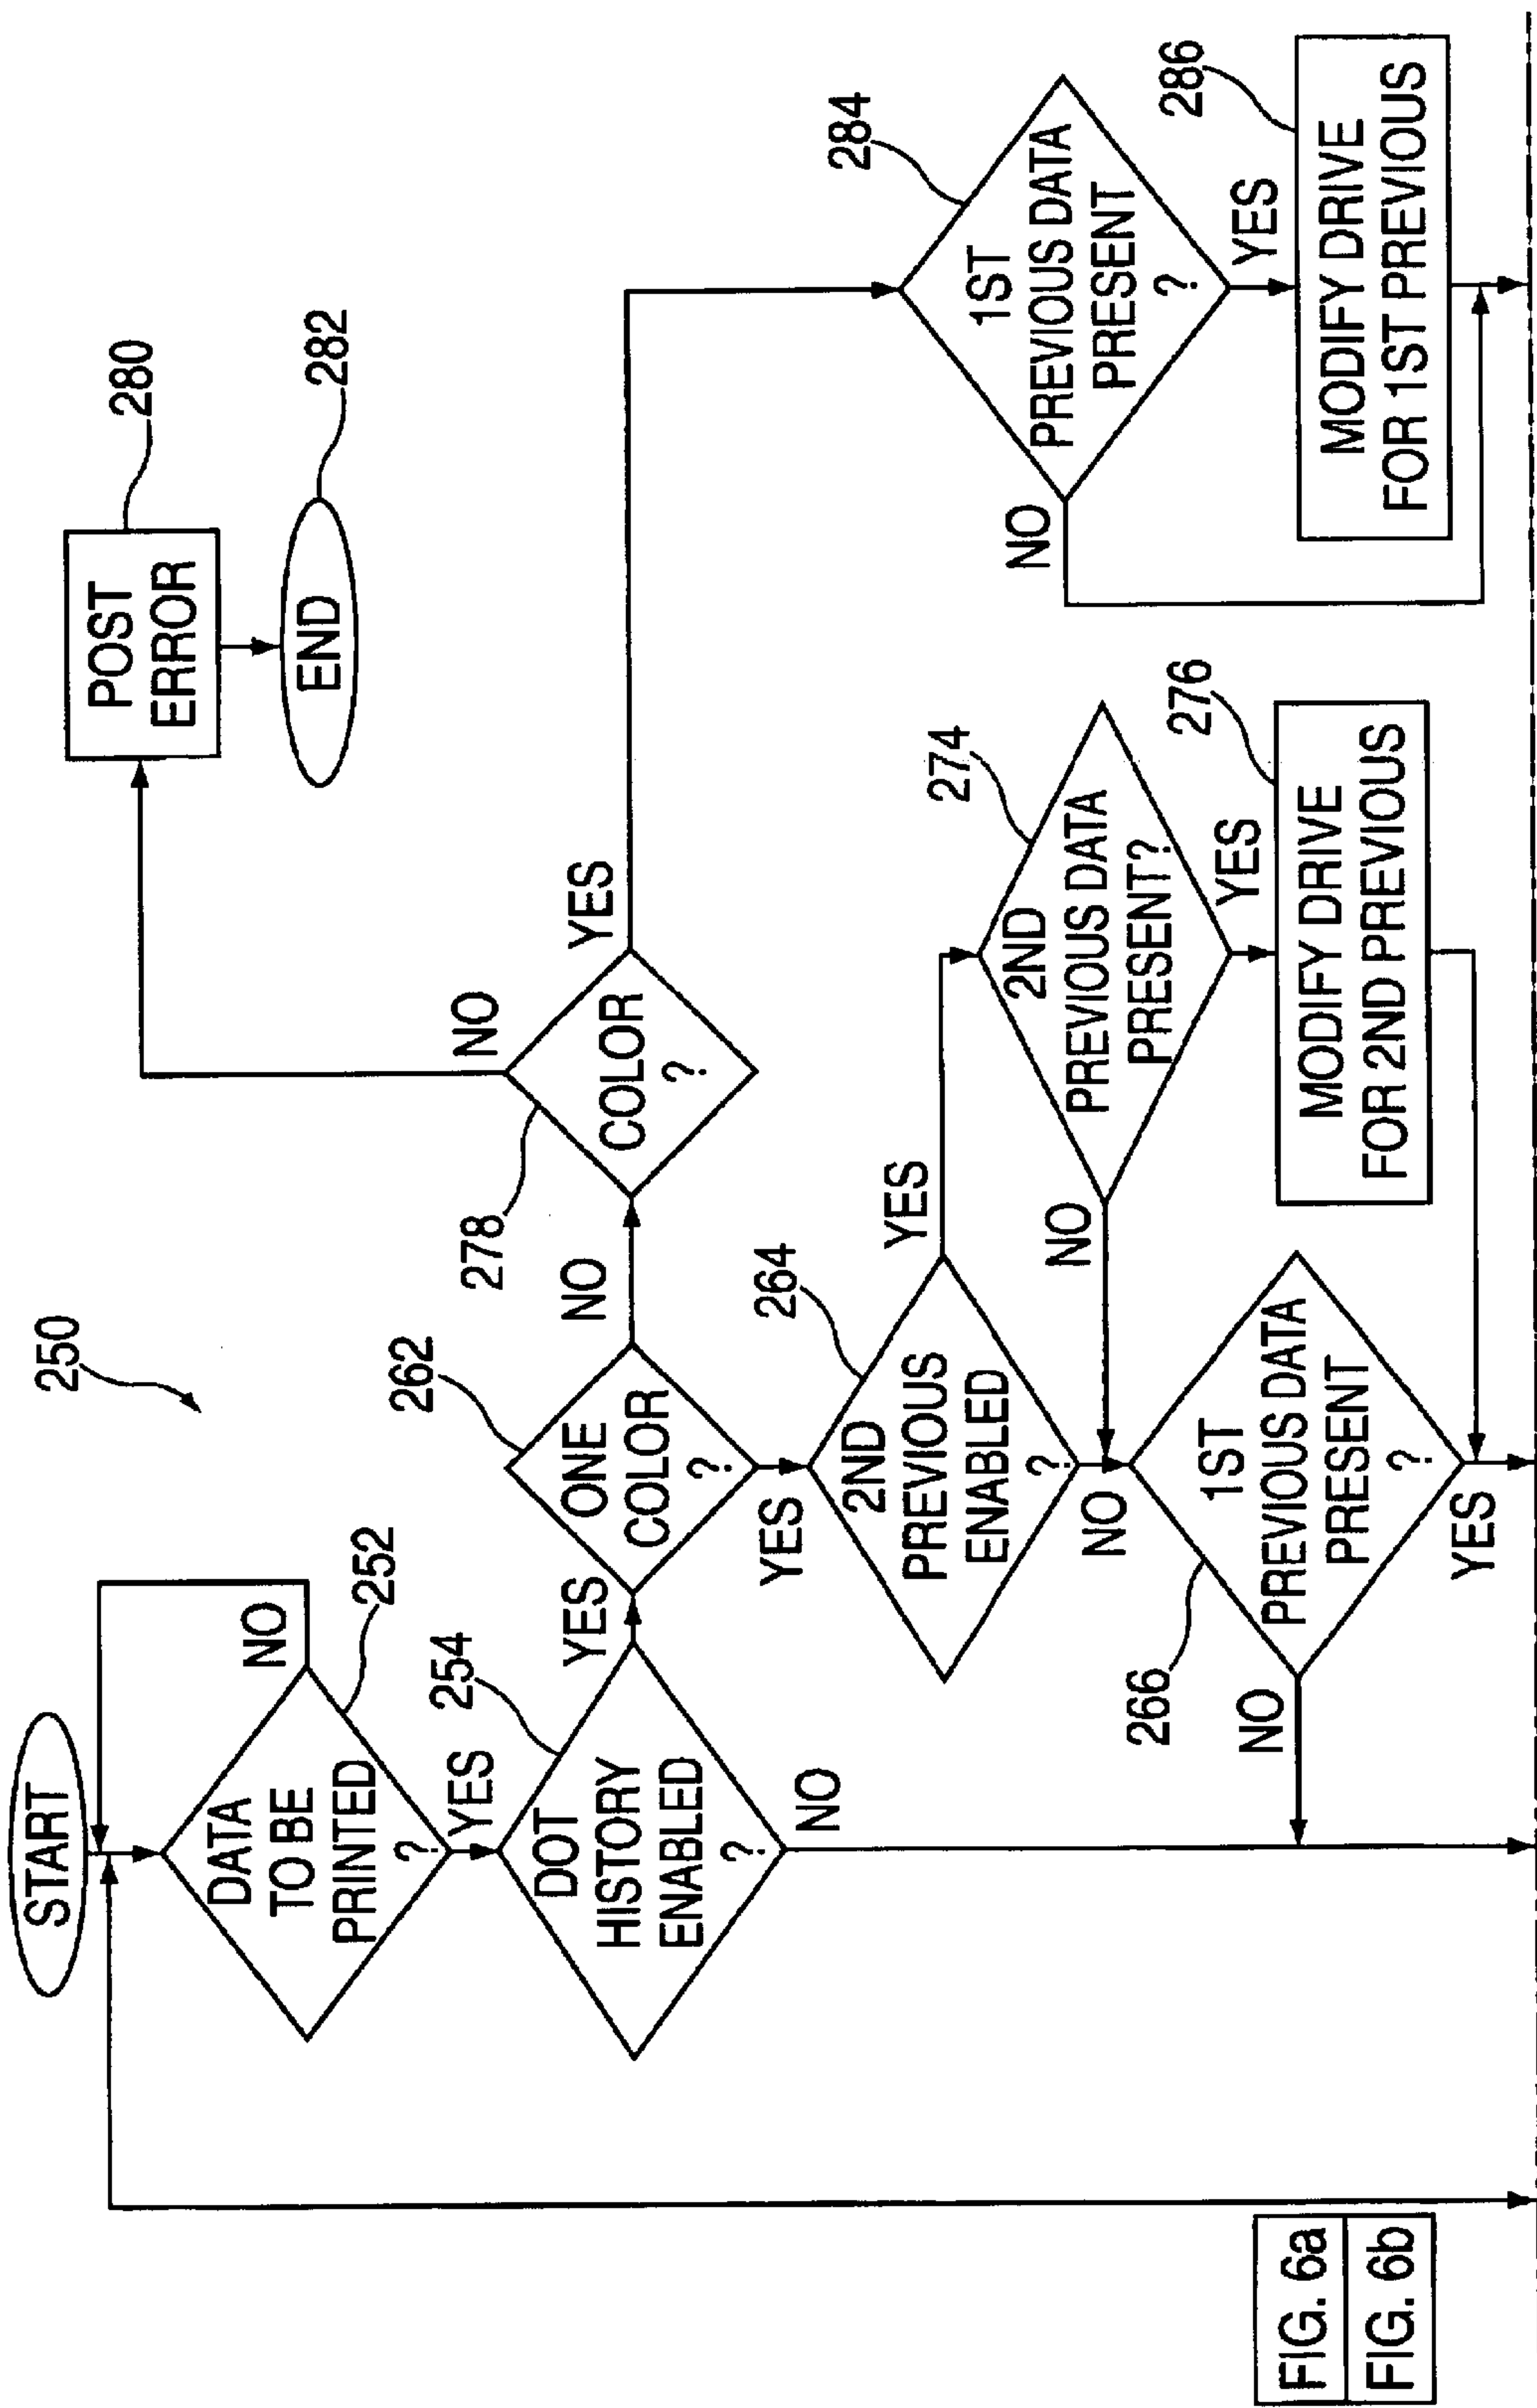 250
START
DATA
TO BE
PRINTED
?
252
NO
YES
DOT
HISTORY
ENABLED
?
254
YES
NO
ONE
COLOR
?
262
NO
YES
COLOR
?
278
NO
YES
POST
ERROR
280
END
282
2ND
PREVIOUS
ENABLED
?
264
YES
NO
2ND
PREVIOUS DATA
PRESENT?
274
NO
YES
MODIFY DRIVE
FOR 2ND PREVIOUS
276
1ST
PREVIOUS DATA
PRESENT
?
266
NO
YES
1ST
PREVIOUS DATA
PRESENT
?
284
NO
YES
MODIFY DRIVE
FOR 1ST PREVIOUS
286
FIG. 6a
FIG. 6b